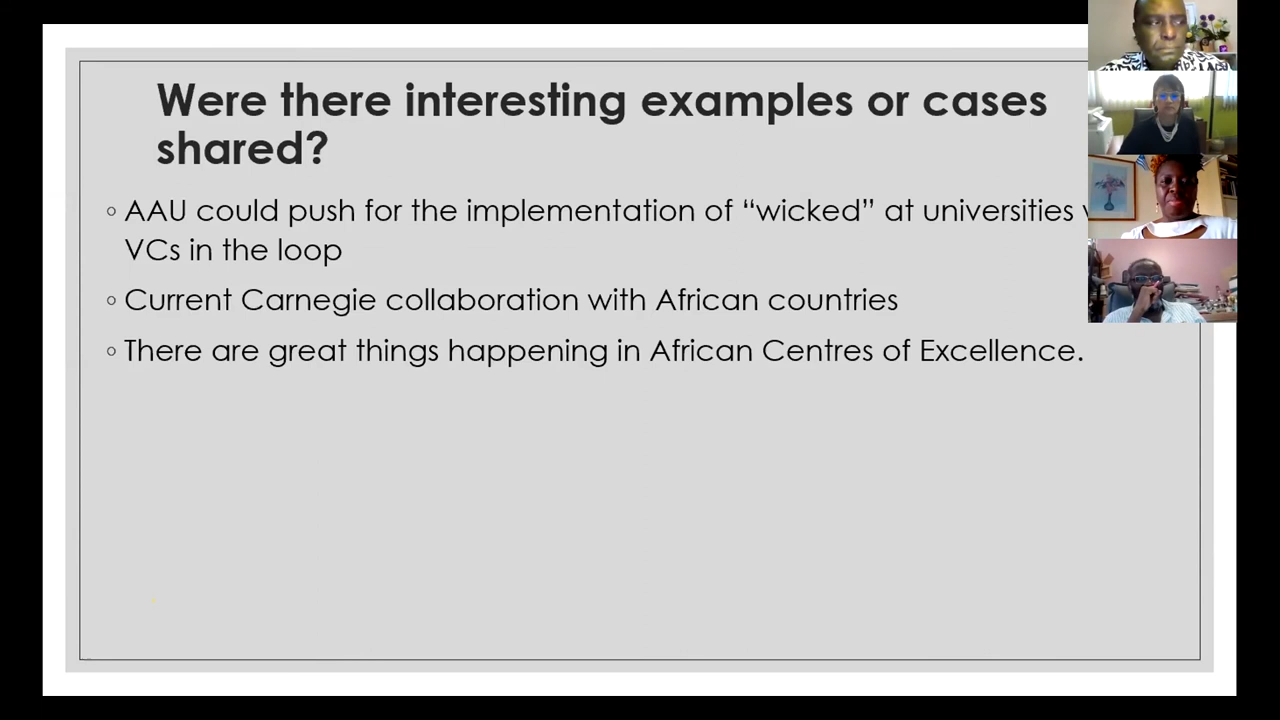 Were there interesting examples or cases
shared?
◦ AAU could push for the implementation of “wicked” at universities
VCs in the loop
◦ Current Carnegie collaboration with African countries
◦ There are great things happening in African Centres of Excellence.